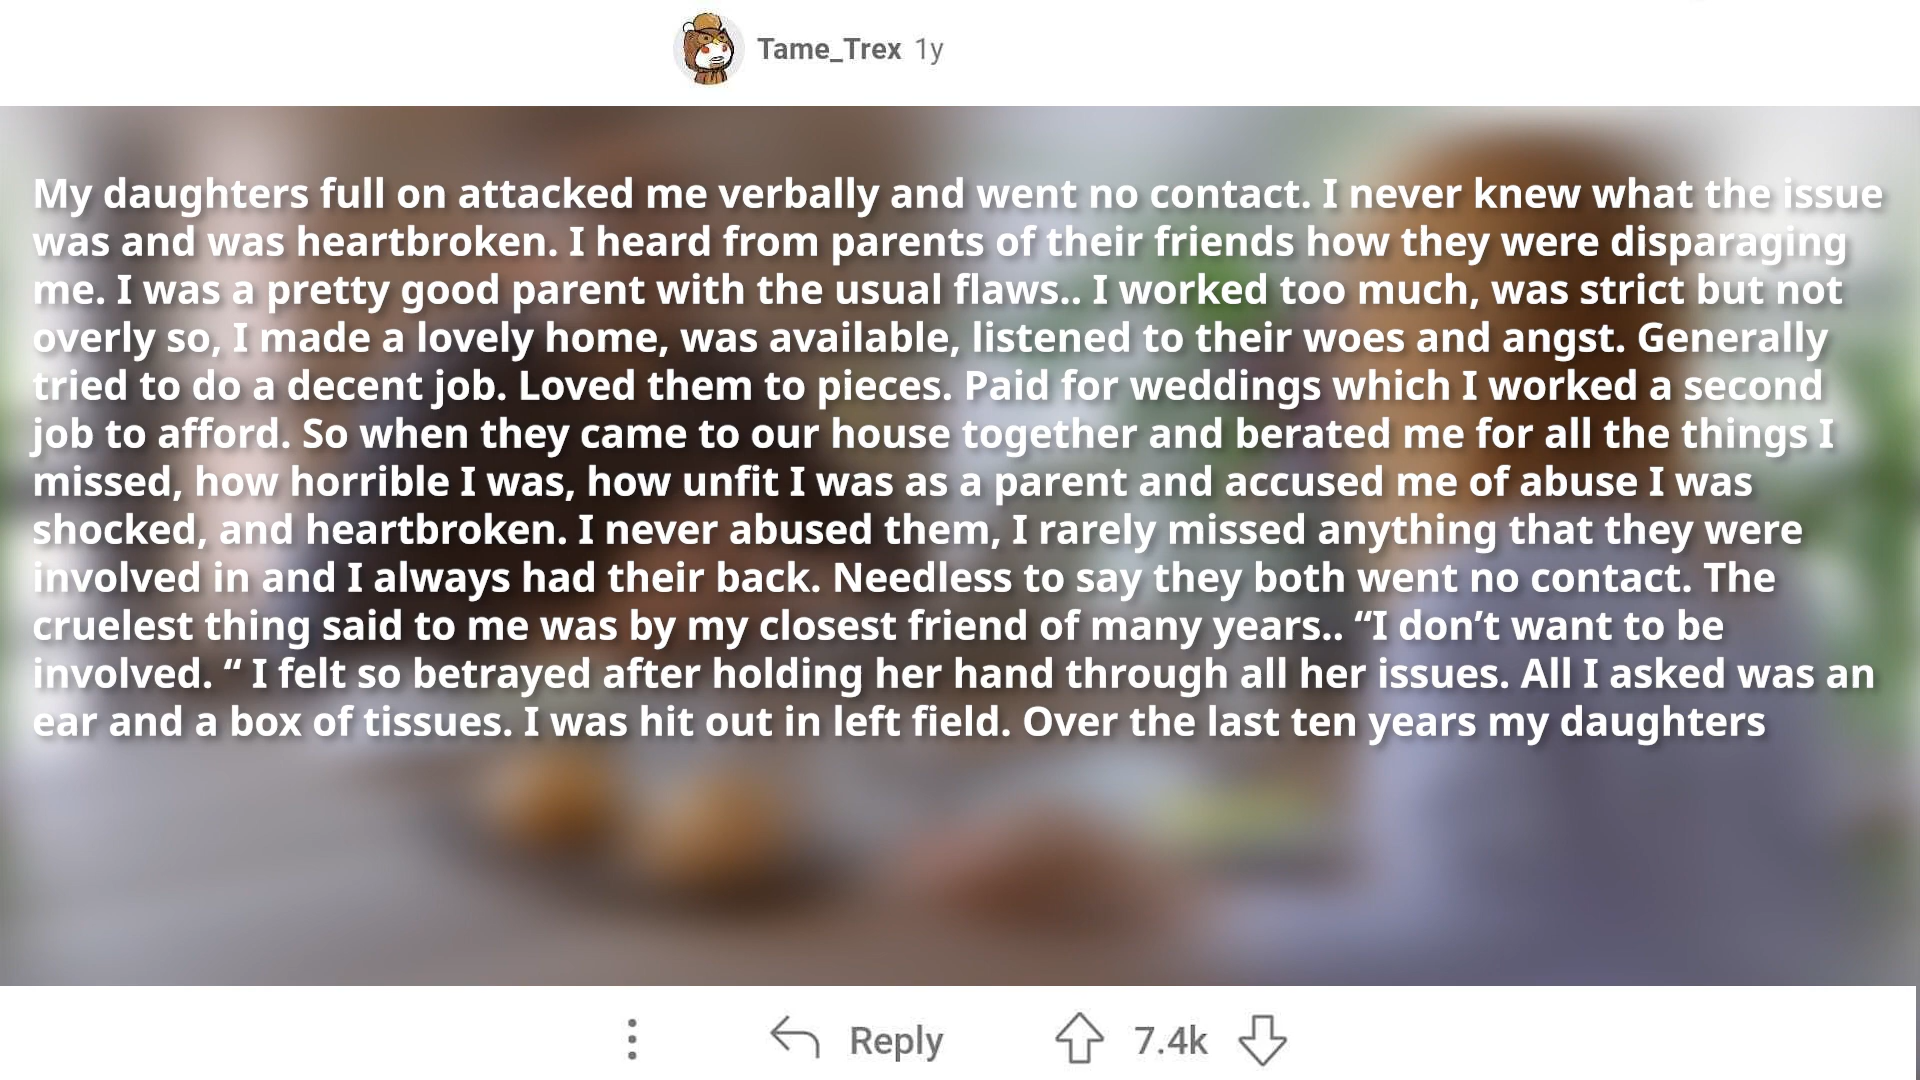 Tame_Trex 1y
My daughters full on attacked me verbally and went no contact. I never knew what the issue
was and was heartbroken. I heard from parents of their friends how they were disparaging
me. I was a pretty good parent with the usual flaws.. I worked too much, was strict but not
overly so, I made a lovely home, was available, listened to their woes and angst. Generally
tried to do a decent job. Loved them to pieces. Paid for weddings which I worked a second
job to afford. So when they came to our house together and berated me for all the things I
missed, how horrible I was, how unfit I was as a parent and accused me of abuse I was
shocked, and heartbroken. I never abused them, I rarely missed anything that they were
involved in and I always had their back. Needless to say they both went no contact. The
cruelest thing said to me was by my closest friend of many years.. “I don’t want to be
involved. “ I felt so betrayed after holding her hand through all her issues. All I asked was an
ear and a box of tissues. I was hit out in left field. Over the last ten years my daughters
Reply 7.4k